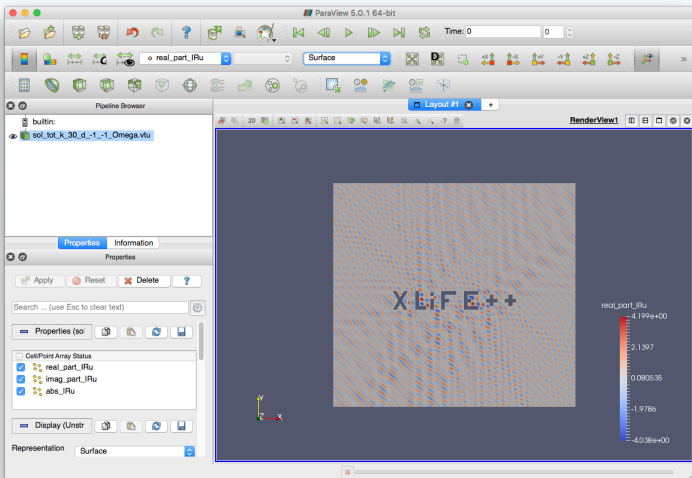 ParaView 5.0.1 64-bit
Time: 0 0
real_part_IRu Surface
+X -X +Y -Y +Z -Z
Pipeline Browser
Layout #1 +
builtin:
sol_tot_k_30_d_-1_-1_Omega.vtu
2D
RenderView1
Properties Information
Properties
Apply Reset Delete ?
Search ... (use Esc to clear text)
Properties (sol
Cell/Point Array Status
real_part_IRu
imag_part_IRu
abs_IRu
Display (Unstr
Representation Surface
XLiFE++
Y
Z X
real_part_IRu
4.199e+00
2.1397
0.080535
-1.9786
-4.038e+00